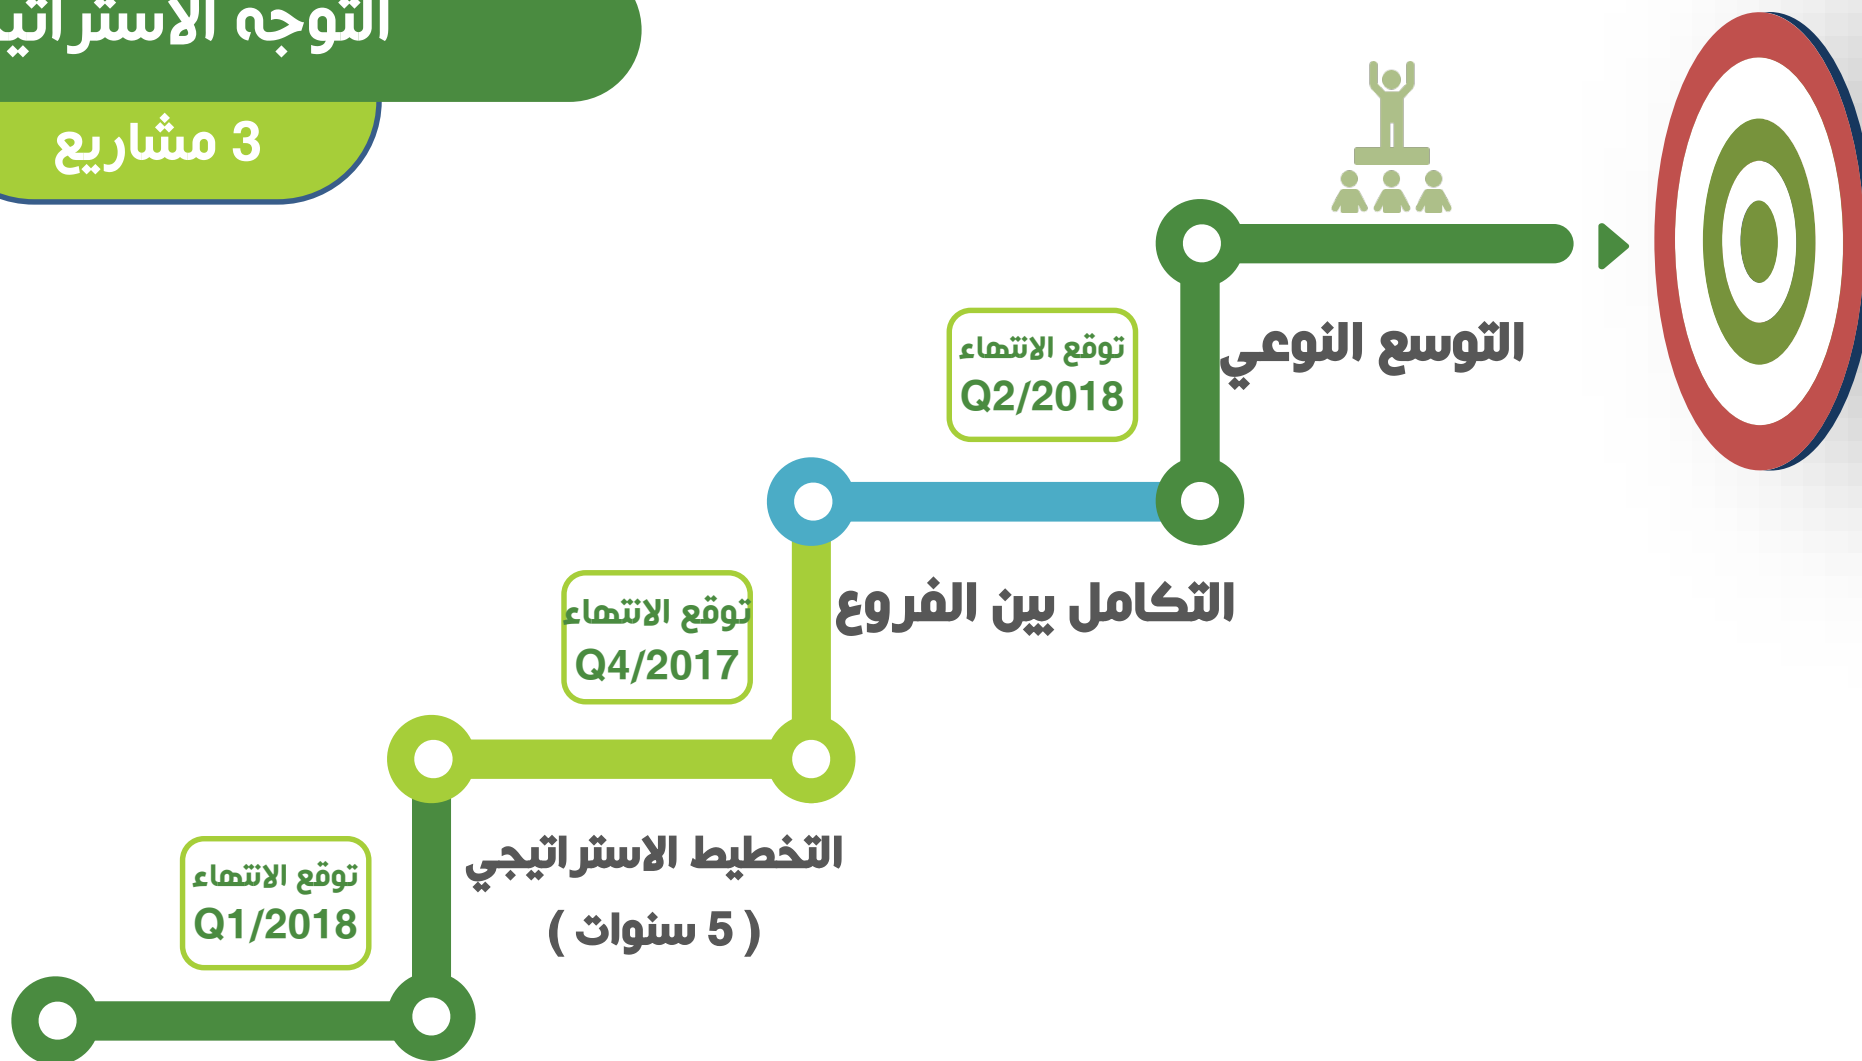 التوجه
3 مشاريع
توقع الانتهاء
Q2/2018
التوسع النوعي
توقع الانتهاء
Q4/2017
التكامل بين الفروع
توقع الانتهاء
Q1/2018
التخطيط الاستراتيجي
( 5 سنوات )